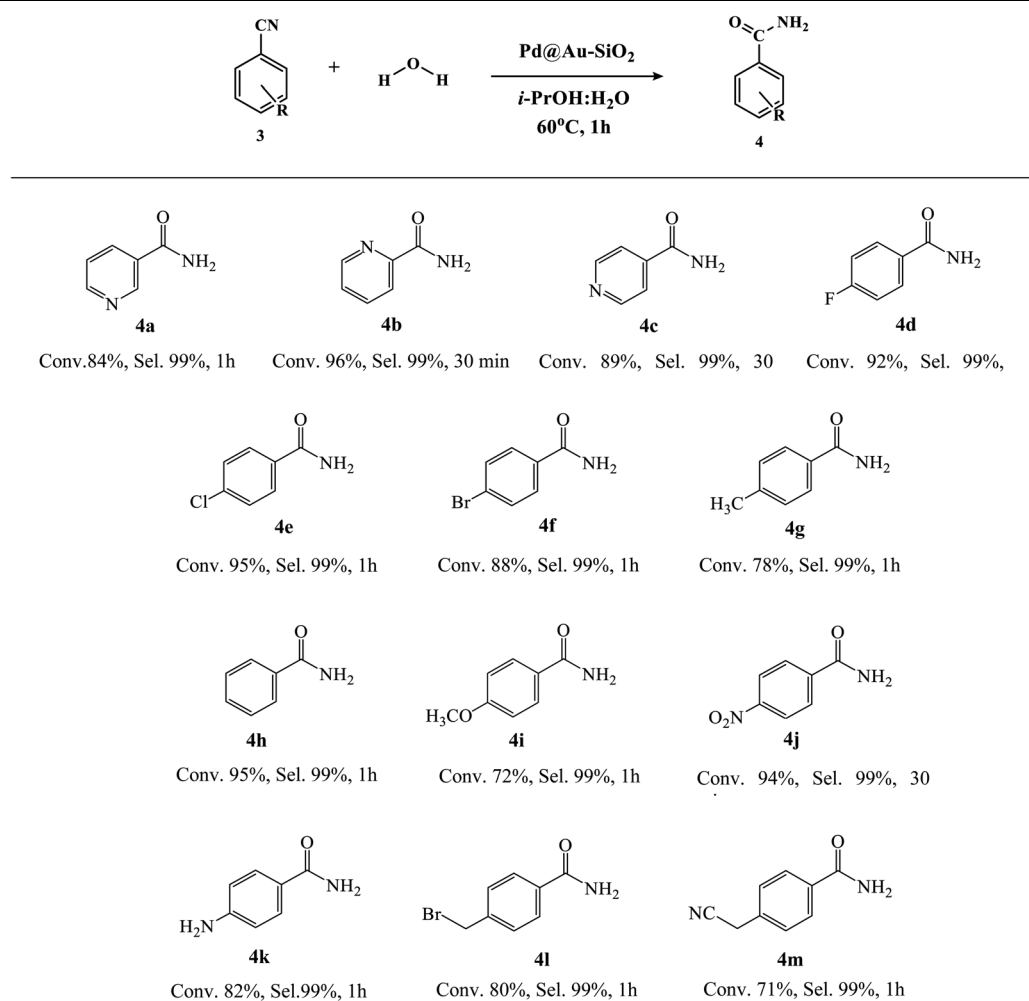 CN
O
NH2
C
Pd@Au-SiO2
+
H O H
i-PrOH:H2O
R
R
60oC, 1h
3
4
O
NH2
N
4a
Conv.84%, Sel. 99%, 1h
O
N
NH2
4b
Conv. 96%, Sel. 99%, 30 min
O
NH2
N
4c
Conv. 89%, Sel. 99%, 30
O
NH2
F
4d
Conv. 92%, Sel. 99%,
O
NH2
Cl
4e
Conv. 95%, Sel. 99%, 1h
O
NH2
Br
4f
Conv. 88%, Sel. 99%, 1h
O
NH2
H3C
4g
Conv. 78%, Sel. 99%, 1h
O
NH2
4h
Conv. 95%, Sel. 99%, 1h
O
NH2
H3CO
4i
Conv. 72%, Sel. 99%, 1h
O
NH2
O2N
4j
Conv. 94%, Sel. 99%, 30
O
NH2
H2N
4k
Conv. 82%, Sel.99%, 1h
O
NH2
Br
4l
Conv. 80%, Sel. 99%, 1h
O
NH2
NC
4m
Conv. 71%, Sel. 99%, 1h